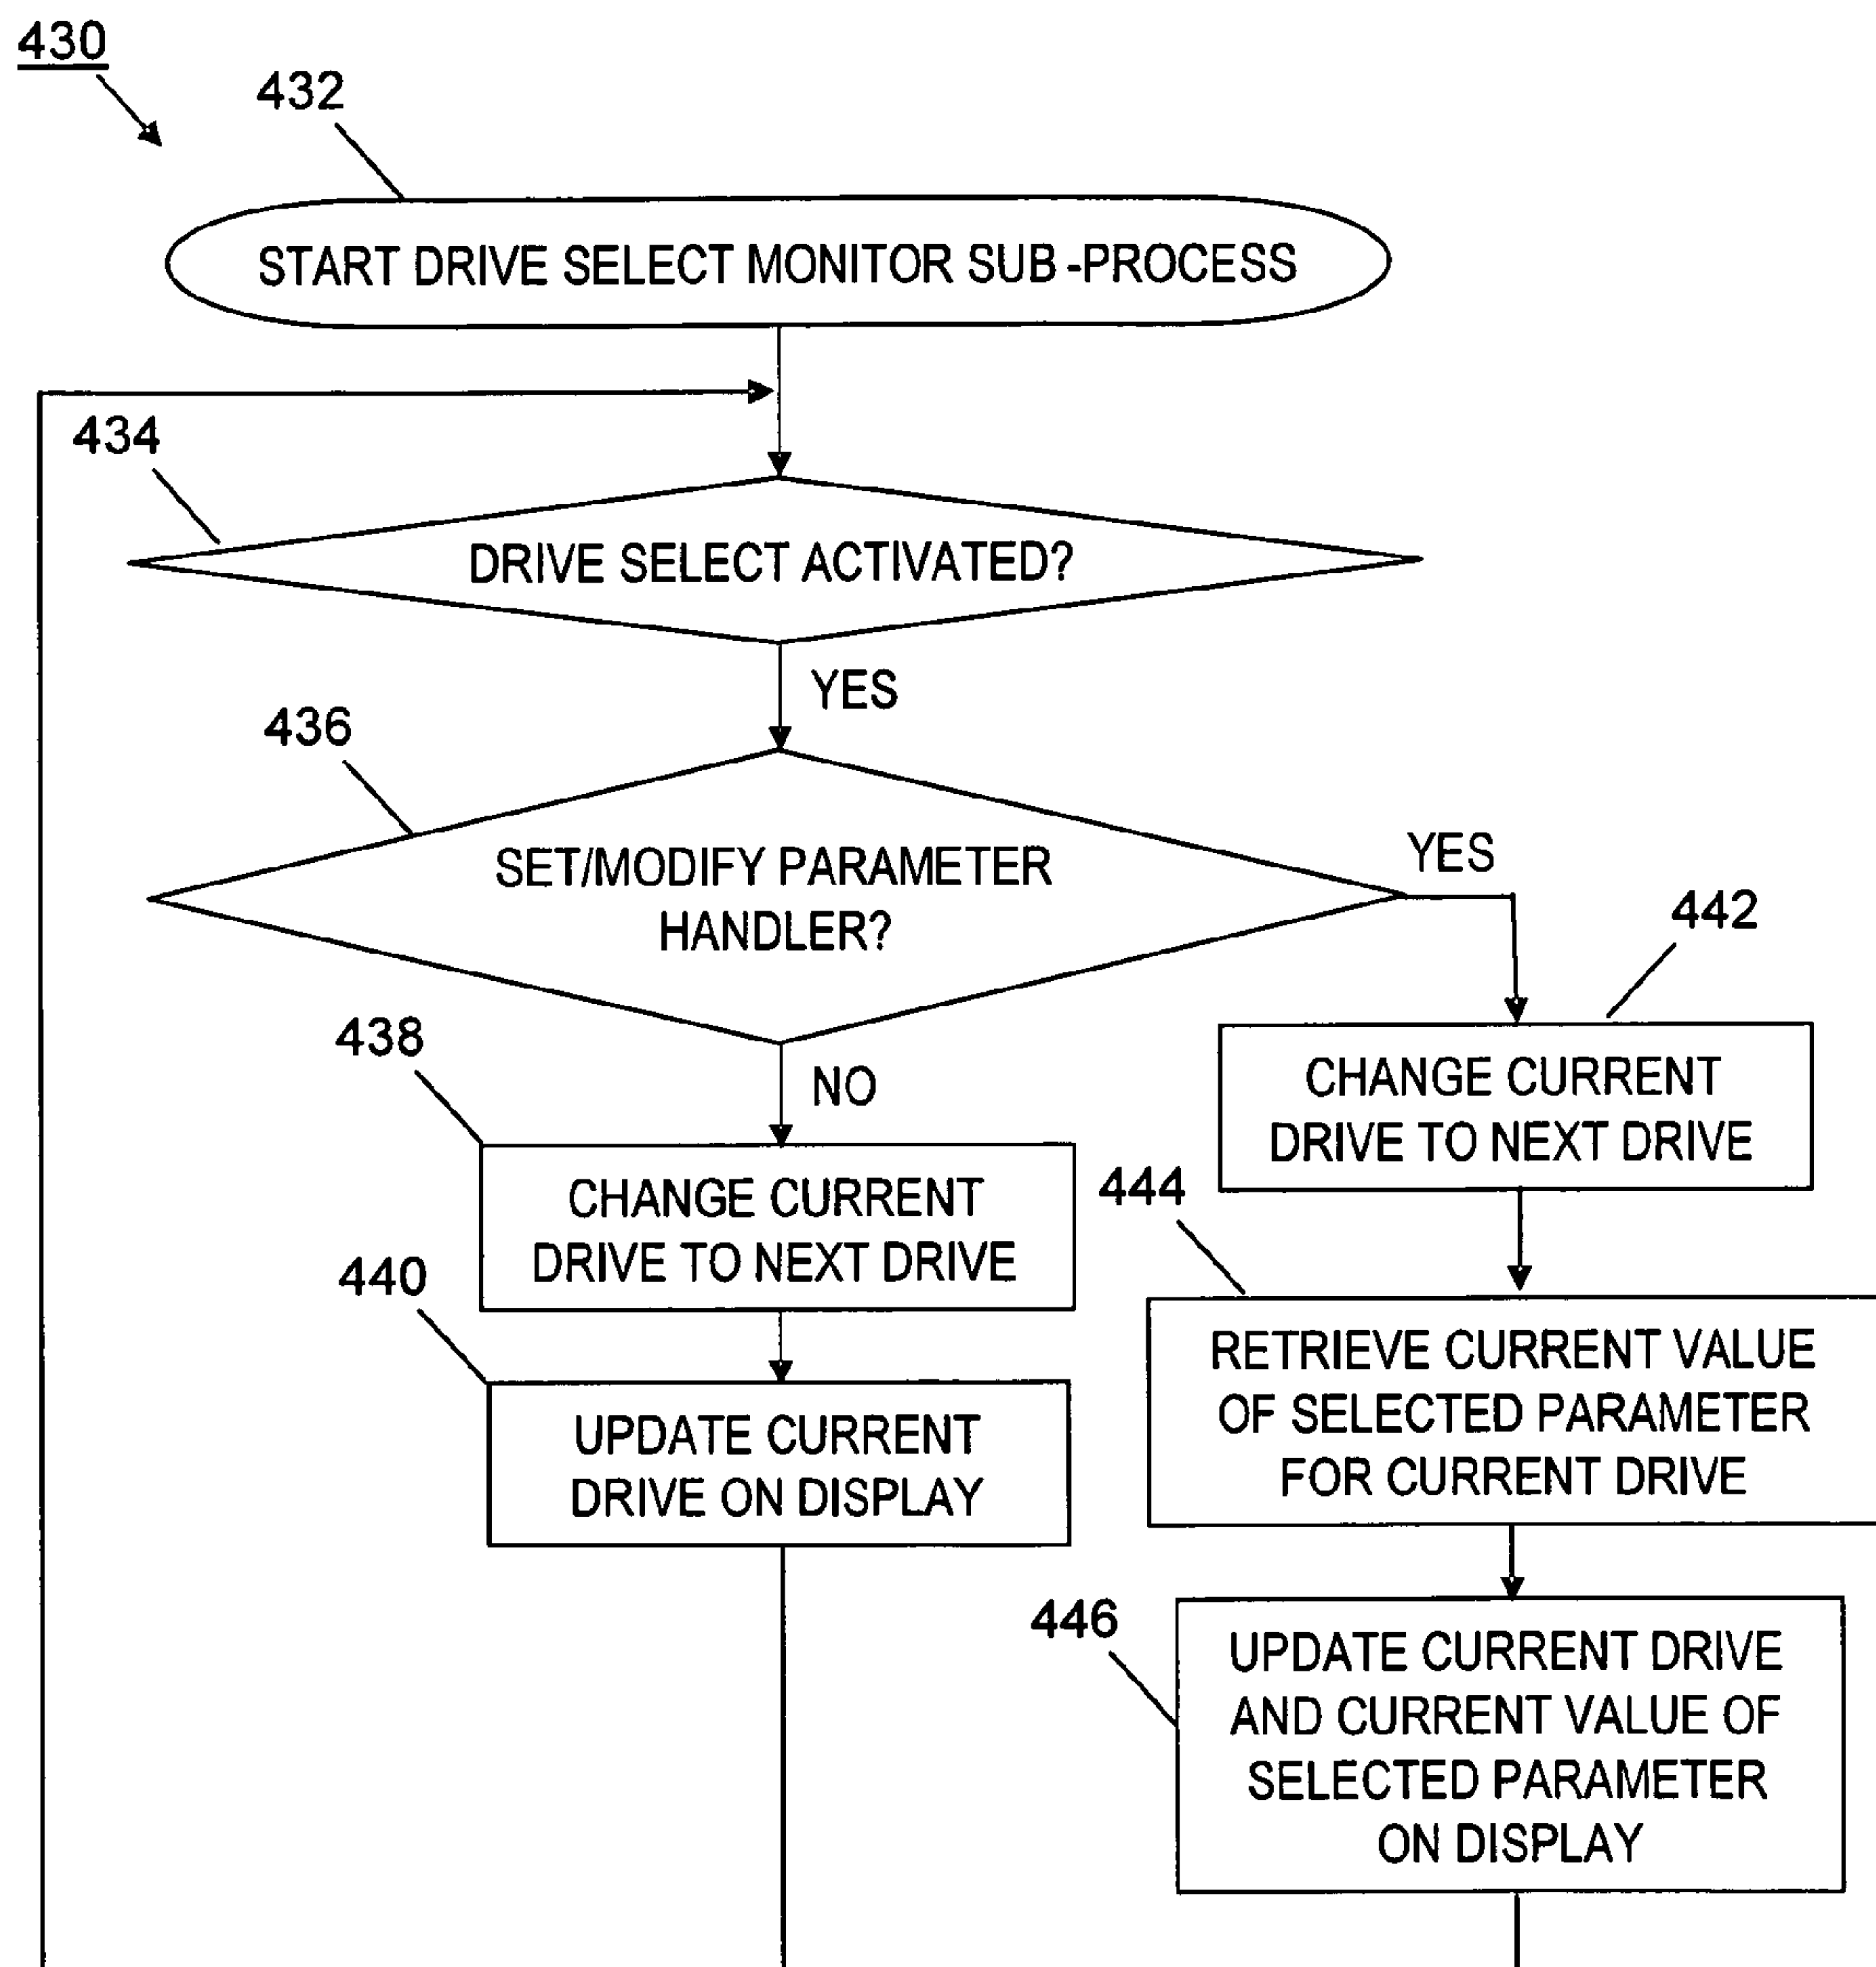 430
432
START DRIVE SELECT MONITOR SUB-PROCESS
434
DRIVE SELECT ACTIVATED?
YES
436
SET/MODIFY PARAMETER
HANDLER?
YES
442
438
NO
CHANGE CURRENT
DRIVE TO NEXT DRIVE
CHANGE CURRENT
DRIVE TO NEXT DRIVE
444
440
RETRIEVE CURRENT VALUE
OF SELECTED PARAMETER
FOR CURRENT DRIVE
UPDATE CURRENT
DRIVE ON DISPLAY
446
UPDATE CURRENT DRIVE
AND CURRENT VALUE OF
SELECTED PARAMETER
ON DISPLAY